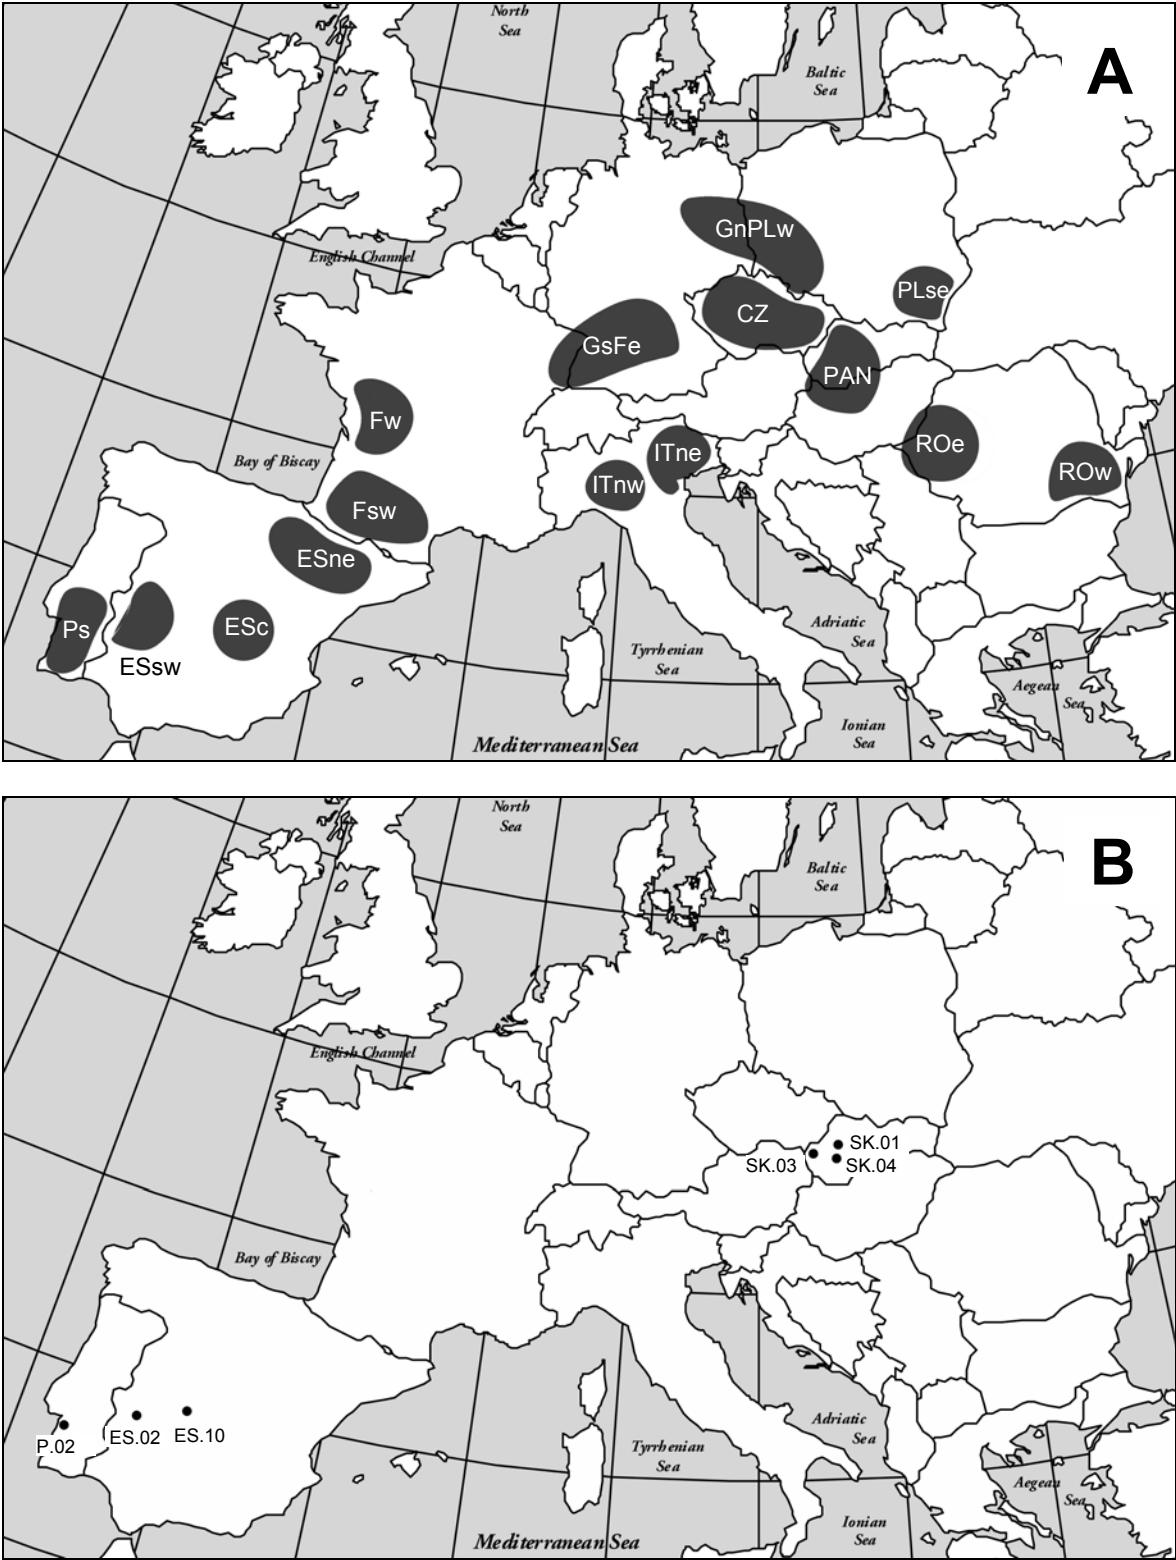 North
Sea
A
Baltic
Sea
GnPLw
English Channel
PLse
CZ
GsFe
PAN
Fw
ROe
ITne
Bay of Biscay
ITnw
ROw
Fsw
ESne
Ps
ESc
Adriatic
Sea
ESsw
Tyrrhenian
Sea
Aegean
Sea
Ionian
Sea
Mediterranean Sea
North
Sea
B
Baltic
Sea
English Channel
SK.01
SK.03
SK.04
Bay of Biscay
P.02
ES.02
ES.10
Adriatic
Sea
Tyrrhenian
Sea
Aegean
Sea
Ionian
Sea
Mediterranean Sea